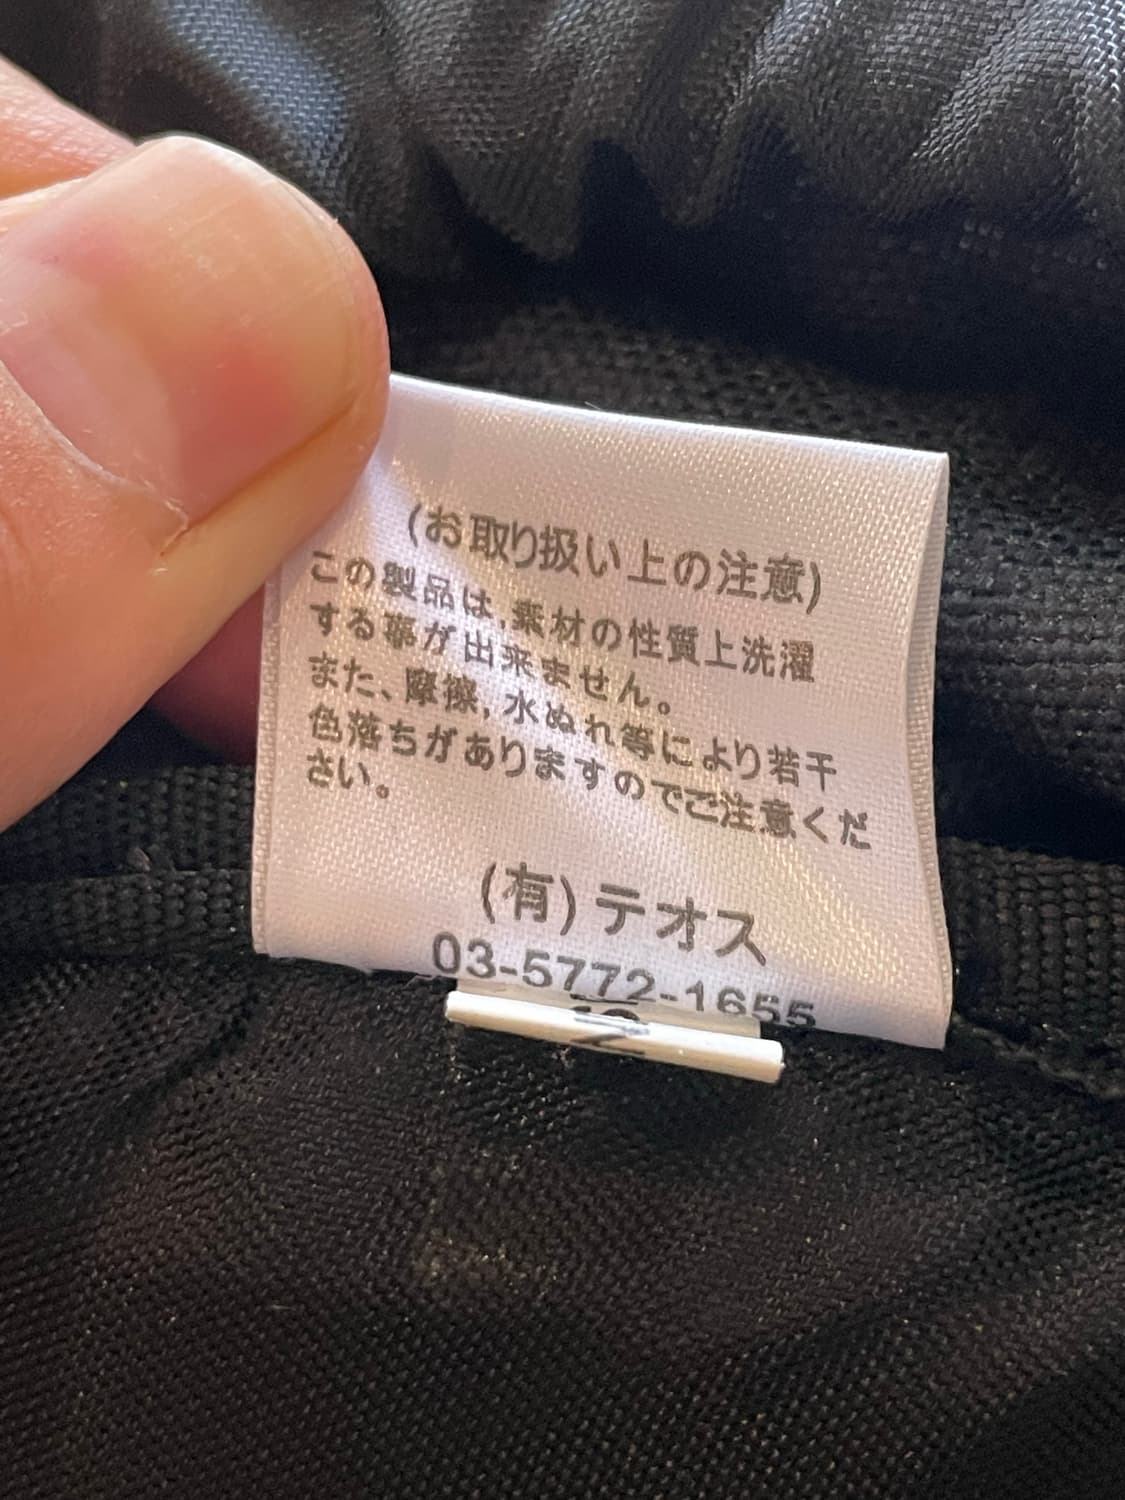 (お取り扱い上の注意)
この製品は,素材の性質上洗濯
する事が出来ません。
また、摩擦,水ぬれ等により若干
色落ちがありますのでご注意くだ
さい。
(有)テオス
03-5772-1655